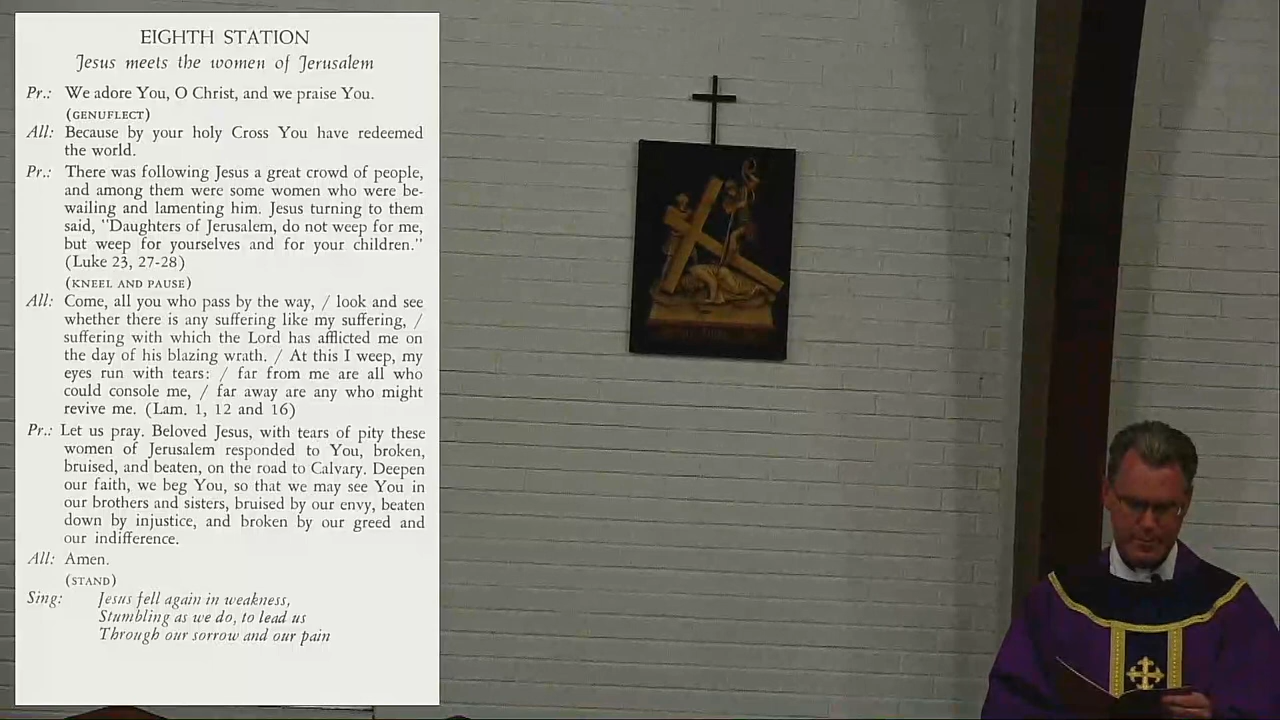 EIGHTH STATION
Jesus meets the women of Jerusalem
Pr.: We adore You, O Christ, and we praise You.
(GENUFLECT)
All: Because by your holy Cross You have redeemed
the world.
Pr.: There was following Jesus a great crowd of people,
and among them were some women who were be-
wailing and lamenting him. Jesus turning to them
said, "Daughters of Jerusalem, do not weep for me,
but weep for yourselves and for your children."
(Luke 23, 27-28)
(KNEEL AND PAUSE)
All: Come, all you who pass by the way, / look and see
whether there is any suffering like my suffering, /
suffering with which the Lord has afflicted me on
the day of his blazing wrath. / At this I weep, my
eyes run with tears: / far from me are all who
could console me, / far away are any who might
revive me. (Lam. 1, 12 and 16)
Pr.: Let us pray. Beloved Jesus, with tears of pity these
women of Jerusalem responded to You, broken,
bruised, and beaten, on the road to Calvary. Deepen
our faith, we beg You, so that we may see You in
our brothers and sisters, bruised by our envy, beaten
down by injustice, and broken by our greed and
our indifference.
All: Amen.
(STAND)
Sing: Jesus fell again in weakness,
Stumbling as we do, to lead us
Through our sorrow and our pain